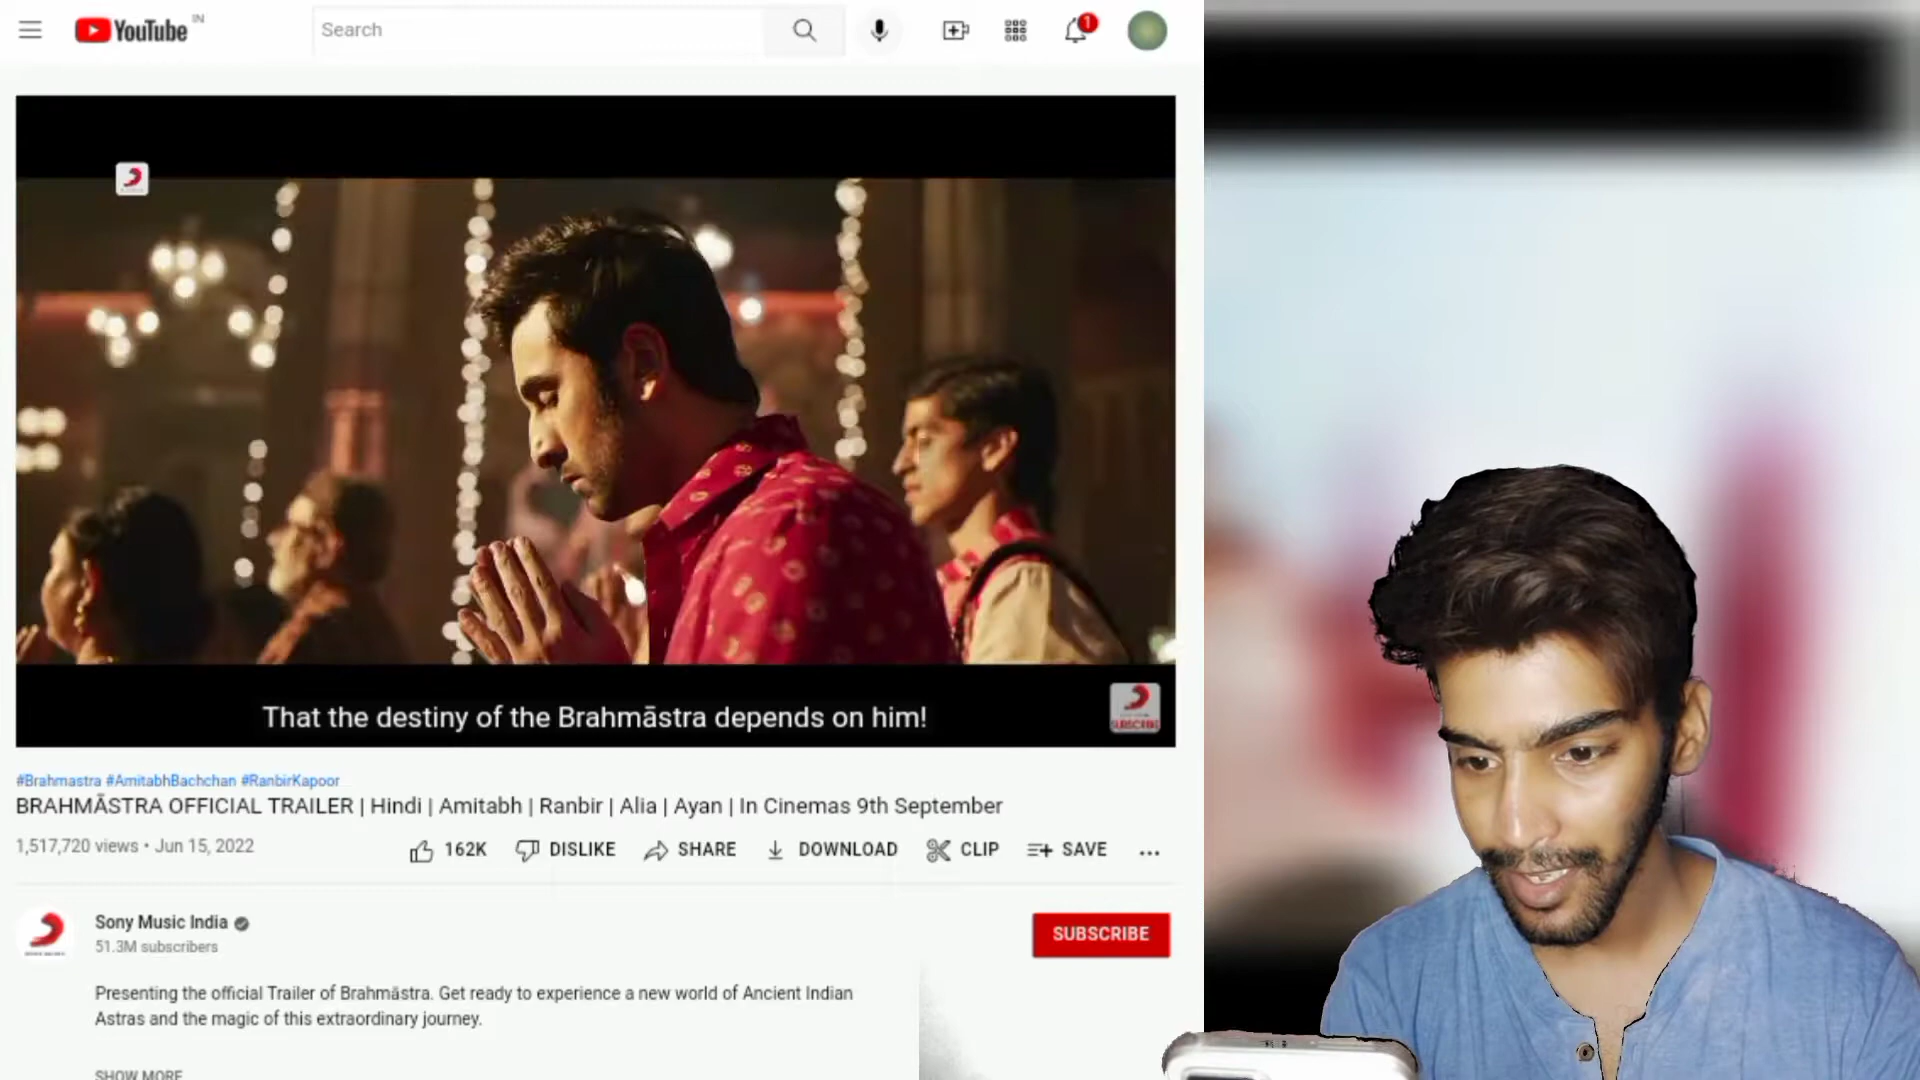 YouTube IN
Search
1
That the destiny of the Brahmāstra depends on him!
SUBSCRIBE
#Brahmastra #AmitabhBachchan #RanbirKapoor
BRAHMĀSTRA OFFICIAL TRAILER | Hindi | Amitabh | Ranbir | Alia | Ayan | In Cinemas 9th September
1,517,720 views • Jun 15, 2022
162K DISLIKE SHARE DOWNLOAD CLIP SAVE ...
Sony Music India
51.3M subscribers
SUBSCRIBE
Presenting the official Trailer of Brahmāstra. Get ready to experience a new world of Ancient Indian
Astras and the magic of this extraordinary journey.
SHOW MORE